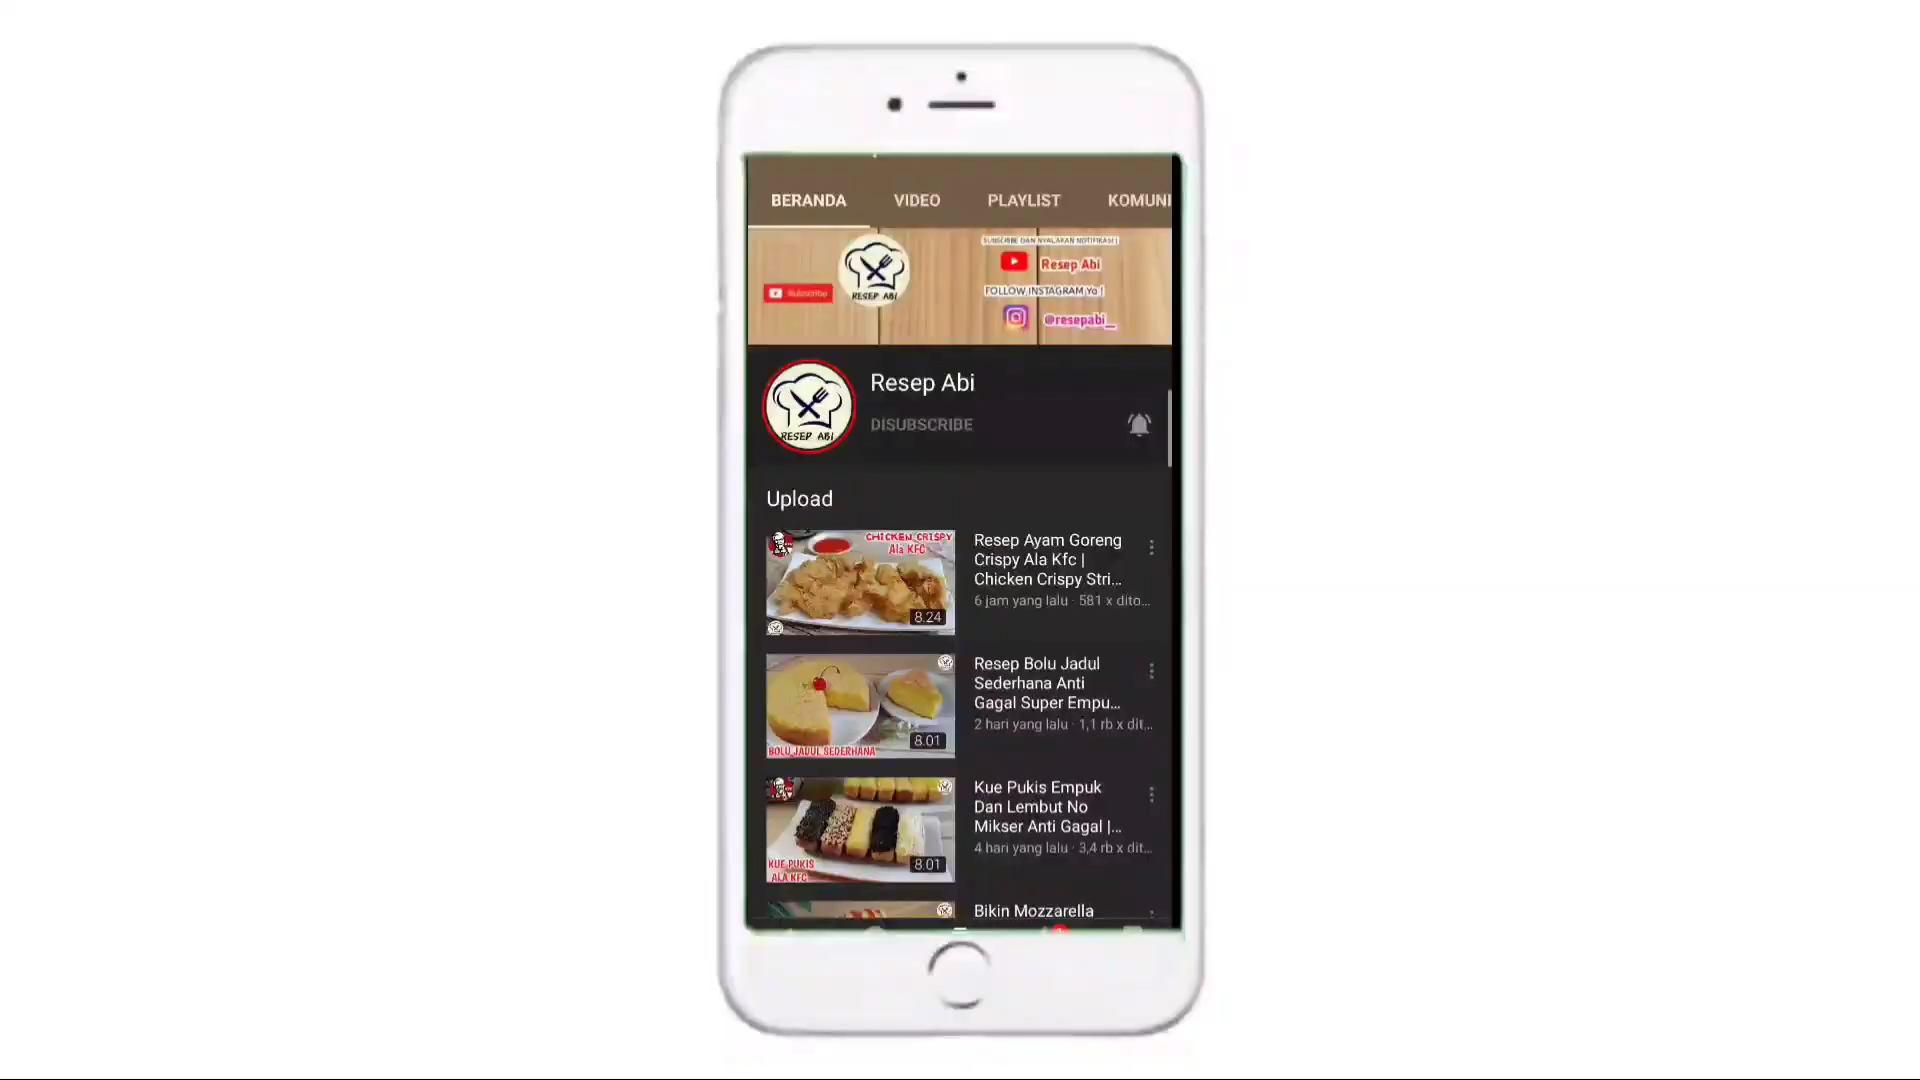 BERANDA VIDEO PLAYLIST KOMUNI
SUBSCRIBE DAN NYALAKAN NOTIFIKASI !
Resep Abi
FOLLOW INSTAGRAM Yo !
@resepabi__
Subscribe
RESEP ABI
RESEP ABI
Resep Abi
DISUBSCRIBE
Upload
CHICKEN CRISPY
Ala KFC
8.24
Resep Ayam Goreng
Crispy Ala Kfc |
Chicken Crispy Stri...
6 jam yang lalu · 581 x dito...
BOLU JADUL SEDERHANA
8.01
Resep Bolu Jadul
Sederhana Anti
Gagal Super Empu...
2 hari yang lalu · 1,1 rb x dit...
KUE PUKIS
ALA KFC
8.01
Kue Pukis Empuk
Dan Lembut No
Mikser Anti Gagal |...
4 hari yang lalu · 3,4 rb x dit...
Bikin Mozzarella